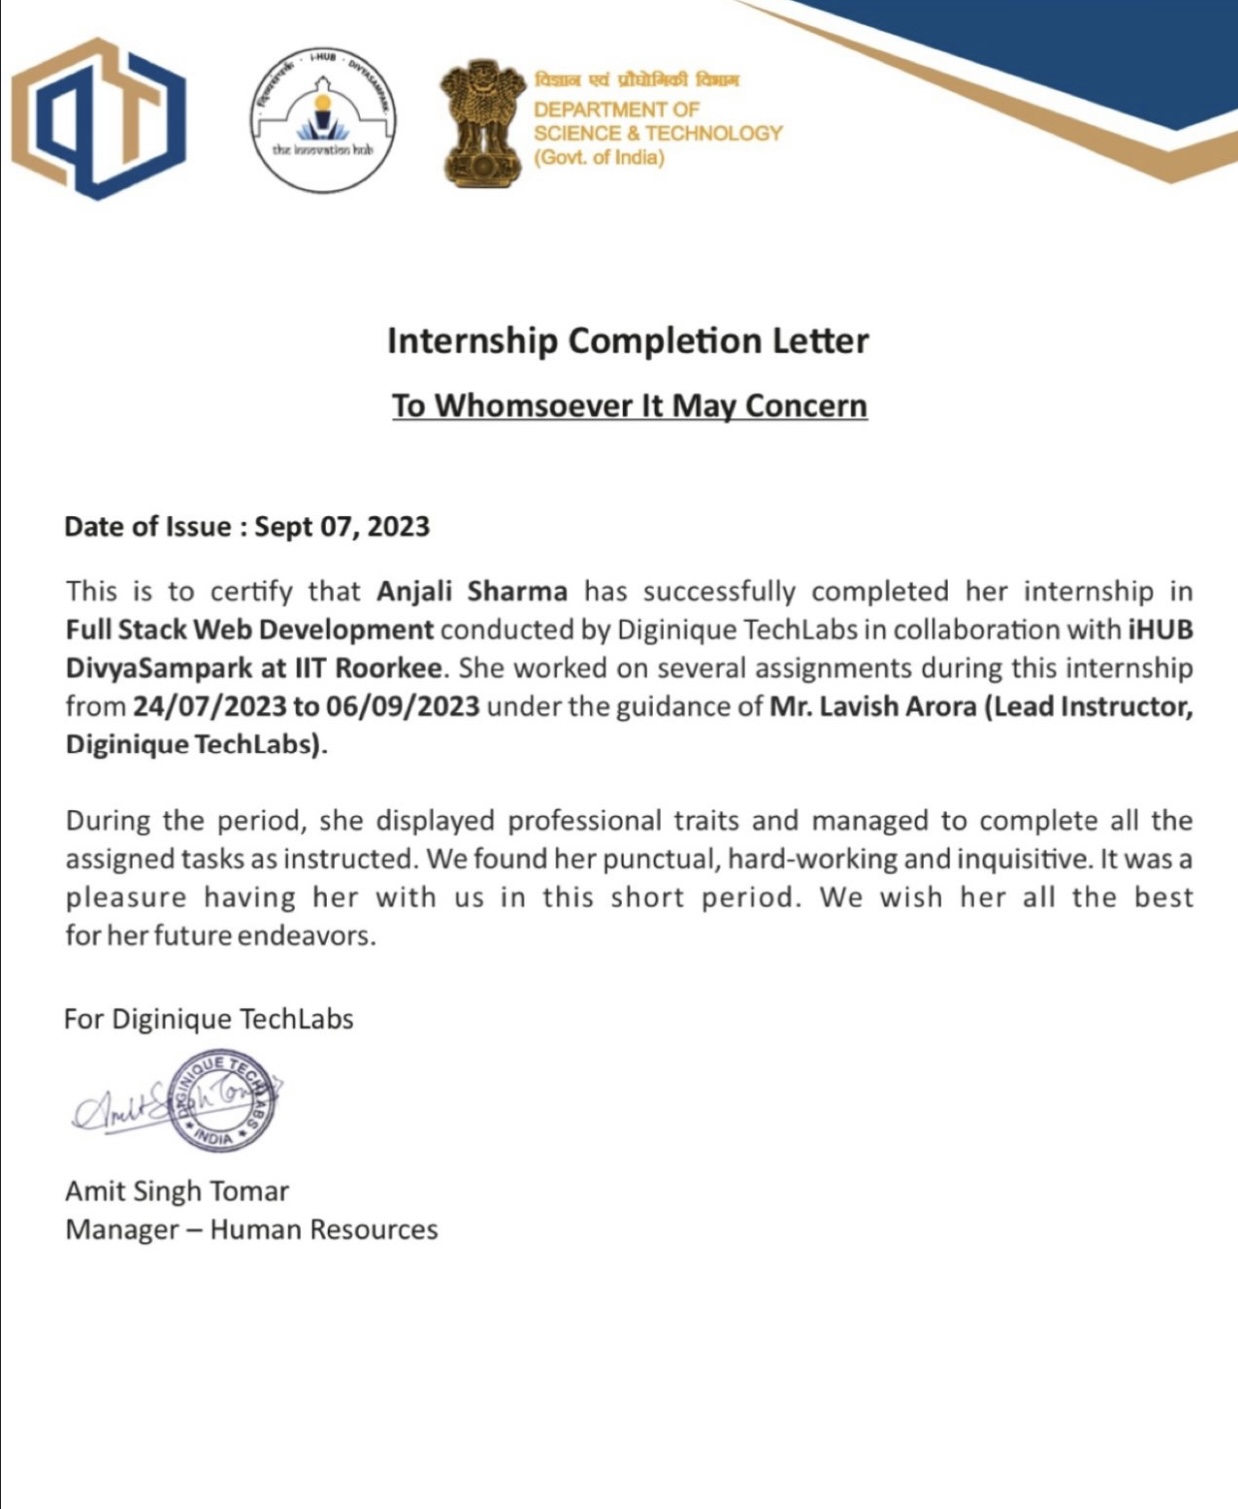 · i-HUB · DIVYASAMPARK ·
the innovation hub
विज्ञान एवं प्रौद्योगिकी विभाग
DEPARTMENT OF
SCIENCE & TECHNOLOGY
(Govt. of India)
Internship Completion Letter
To Whomsoever It May Concern
Date of Issue : Sept 07, 2023
This is to certify that Anjali Sharma has successfully completed her internship in
Full Stack Web Development conducted by Diginique TechLabs in collaboration with iHUB
DivyaSampark at IIT Roorkee. She worked on several assignments during this internship
from 24/07/2023 to 06/09/2023 under the guidance of Mr. Lavish Arora (Lead Instructor,
Diginique TechLabs).
During the period, she displayed professional traits and managed to complete all the
assigned tasks as instructed. We found her punctual, hard-working and inquisitive. It was a
pleasure having her with us in this short period. We wish her all the best
for her future endeavors.
For Diginique TechLabs
Amit Singh Tomar
DIGINIQUE TECHLABS
* INDIA *
Amit Singh Tomar
Manager – Human Resources